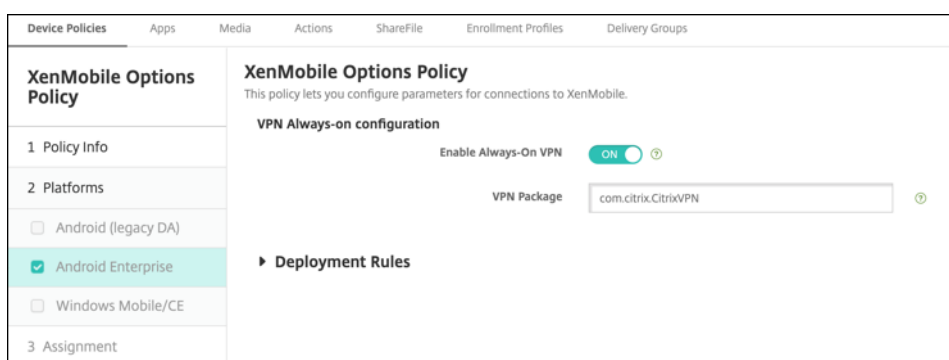 Device Policies Apps Media Actions ShareFile Enrollment Profiles Delivery Groups
XenMobile Options
Policy
1 Policy Info
2 Platforms
Android (legacy DA)
Android Enterprise
Windows Mobile/CE
3 Assignment
XenMobile Options Policy
This policy lets you configure parameters for connections to XenMobile.
VPN Always-on configuration
Enable Always-On VPN ON ?
VPN Package com.citrix.CitrixVPN ?
Deployment Rules